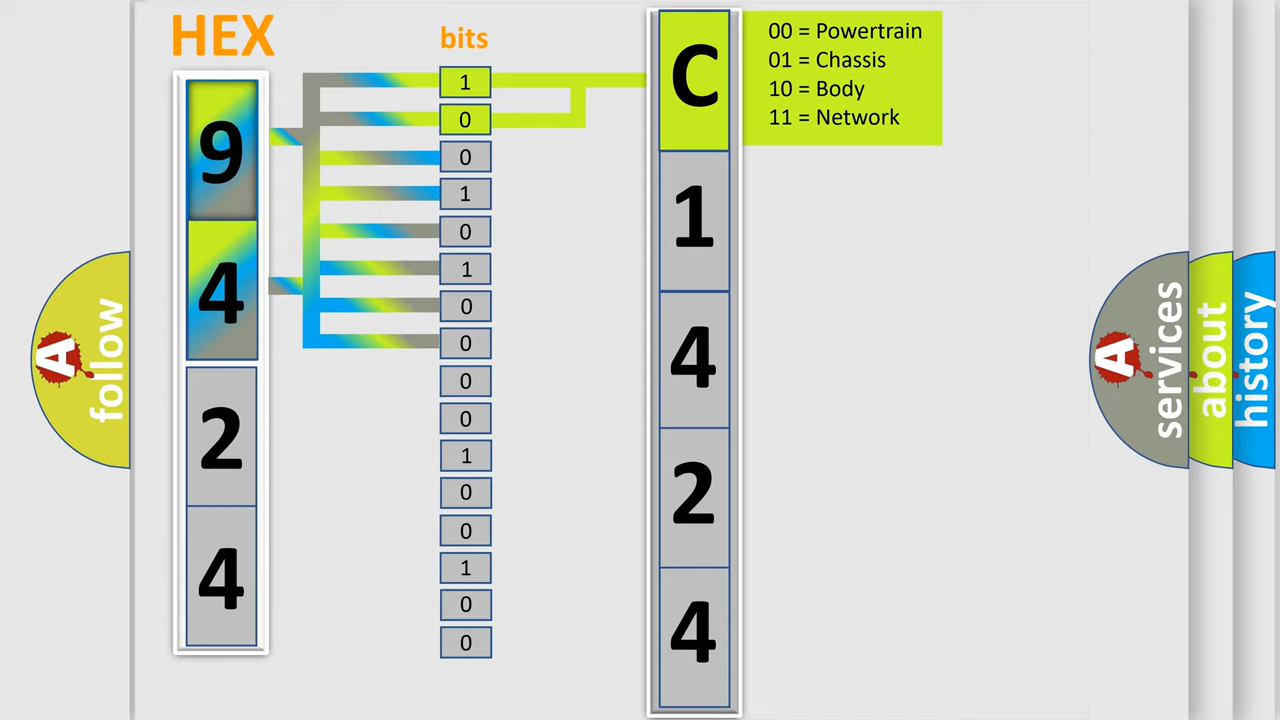 HEX
bits
9
4
2
4
1
0
0
1
0
1
0
0
0
0
1
0
0
1
0
0
C
1
4
2
4
00 = Powertrain
01 = Chassis
10 = Body
11 = Network
A
follow
A
services
about
history